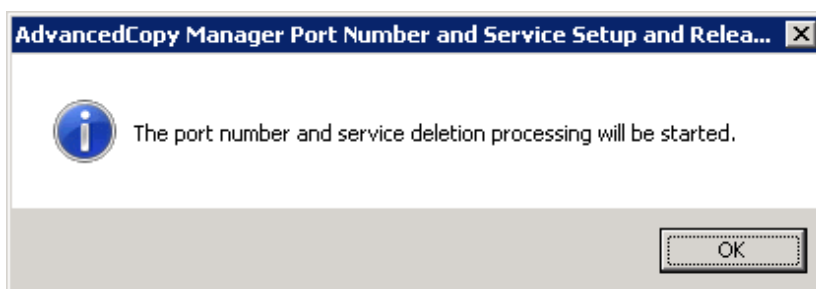 AdvancedCopy Manager Port Number and Service Setup and Relea...
The port number and service deletion processing will be started.
OK